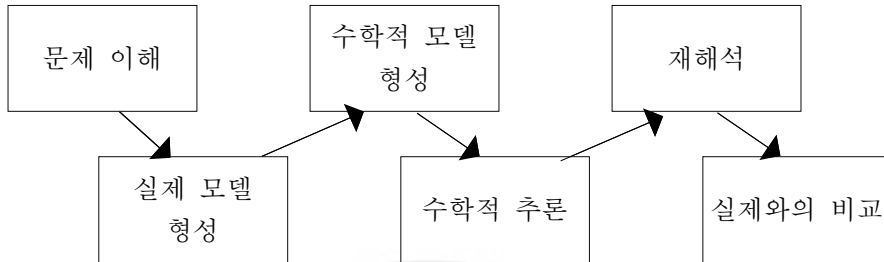 문제 이해
실제 모델
형성
수학적 모델
형성
수학적 추론
재해석
실제와의 비교